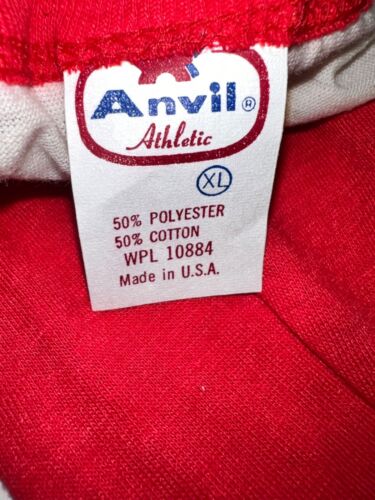 Anvil®
Athletic
XL
50% POLYESTER
50% COTTON
WPL 10884
Made in U.S.A.